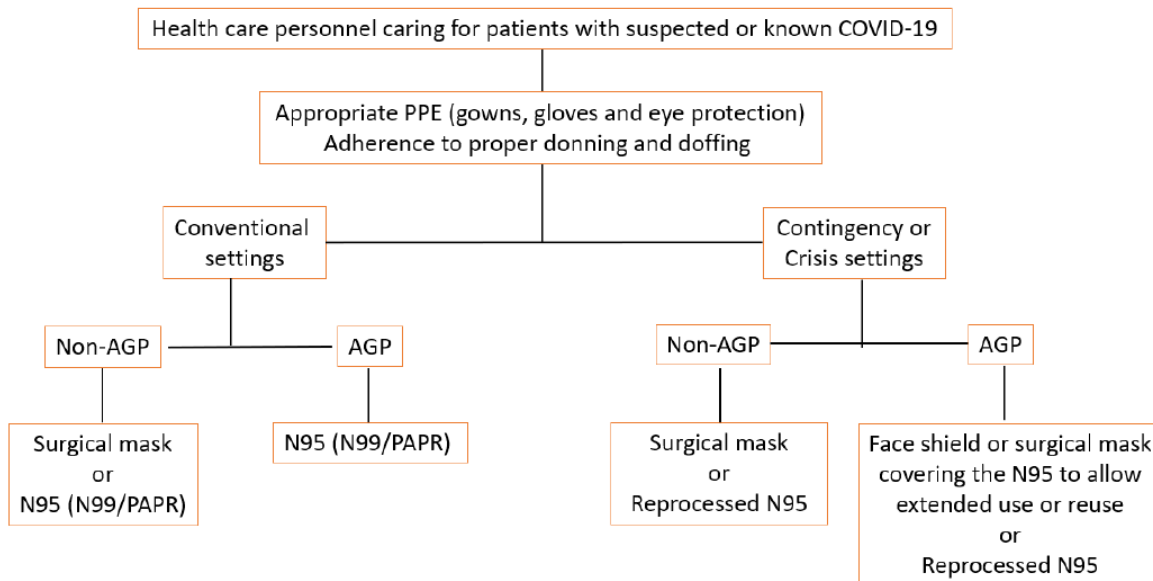 Health care personnel caring for patients with suspected or known COVID-19
Appropriate PPE (gowns, gloves and eye protection)
Adherence to proper donning and doffing
Conventional
settings
Contingency or
Crisis settings
Non-AGP
AGP
Non-AGP
AGP
Surgical mask
or
N95 (N99/PAPR)
N95 (N99/PAPR)
Surgical mask
or
Reprocessed N95
Face shield or surgical mask
covering the N95 to allow
extended use or reuse
or
Reprocessed N95